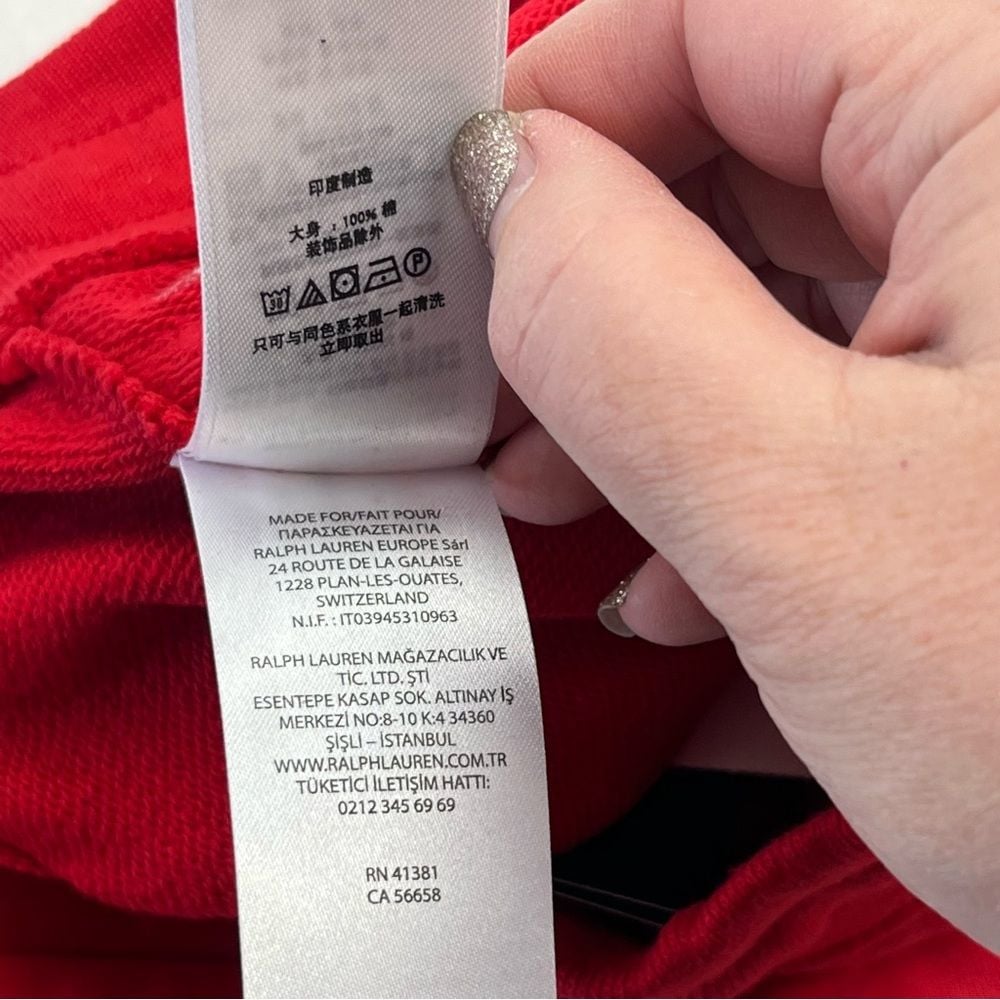 印度制造
大身 : 100% 棉
装饰品除外
30 P
只可与同色系衣服一起清洗
立即取出
MADE FOR/FAIT POUR/
ΠΑΡΑΣΚΕΥΑΖΕΤΑΙ ΓΙΑ
RALPH LAUREN EUROPE Sárl
24 ROUTE DE LA GALAISE
1228 PLAN-LES-OUATES,
SWITZERLAND
N.I.F. : IT03945310963
RALPH LAUREN MAĞAZACILIK VE
TİC. LTD. ŞTİ
ESENTEPE KASAP SOK. ALTINAY İŞ
MERKEZİ NO:8-10 K:4 34360
ŞİŞLİ – İSTANBUL
WWW.RALPHLAUREN.COM.TR
TÜKETİCİ İLETİŞİM HATTI:
0212 345 69 69
RN 41381
CA 56658